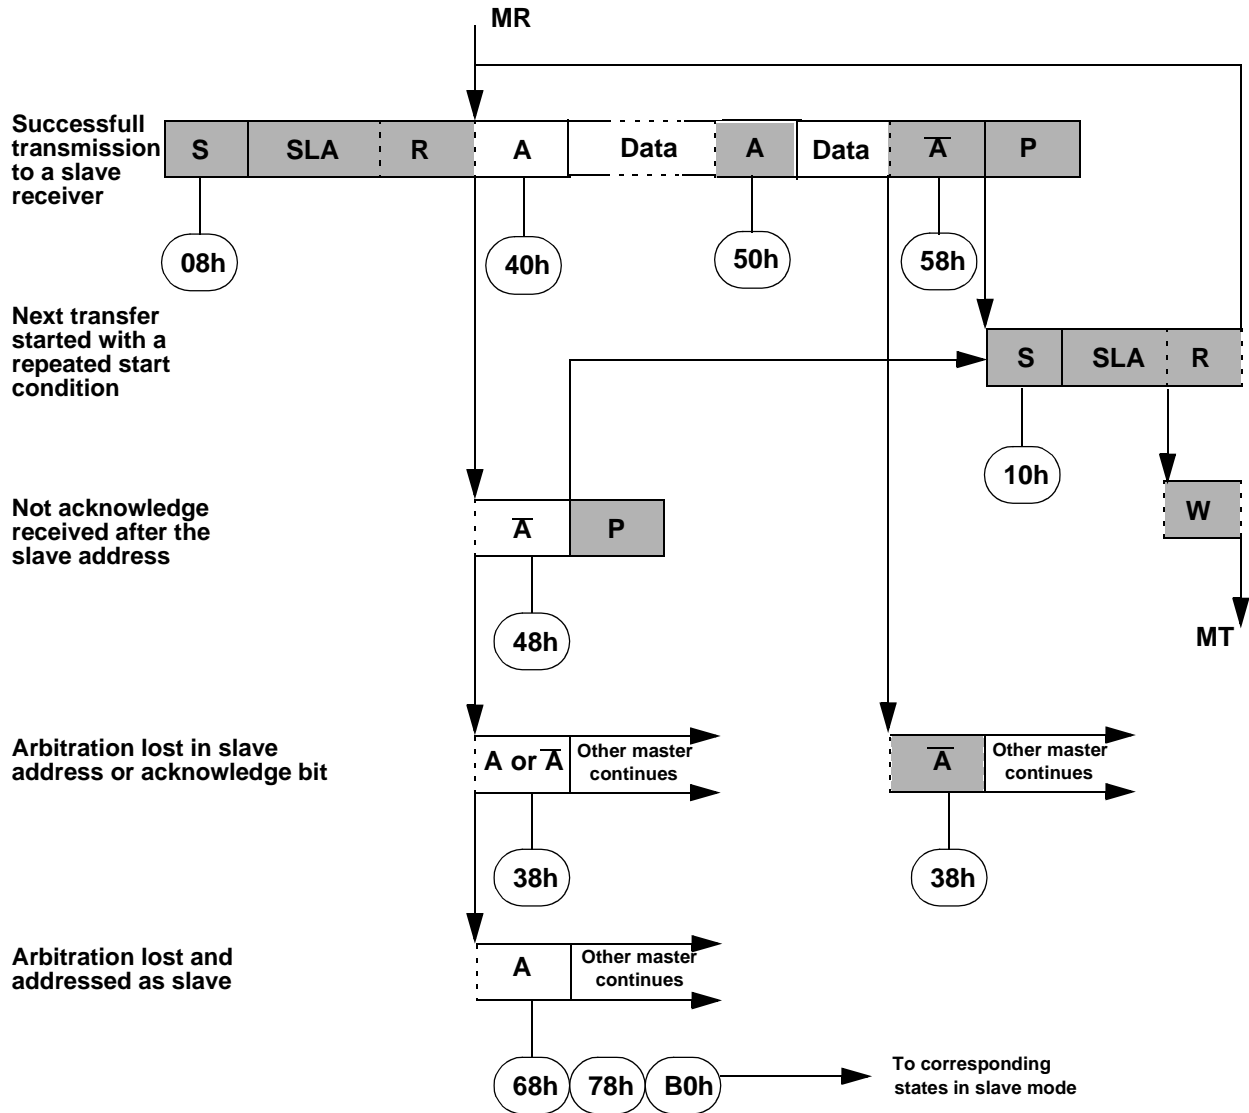 MR
Successfull
transmission
to a slave
receiver
S SLA R A Data A Data A̅ P
08h 40h 50h 58h
Next transfer
started with a
repeated start
condition
S SLA R
10h
W
MT
Not acknowledge
received after the
slave address
A̅ P
48h
Arbitration lost in slave
address or acknowledge bit
A or A̅ Other master
continues
A̅ Other master
continues
38h 38h
Arbitration lost and
addressed as slave
A Other master
continues
68h 78h B0h
To corresponding
states in slave mode